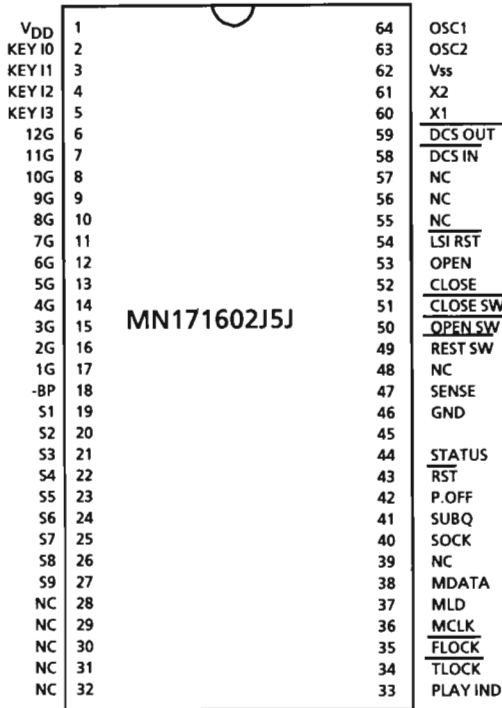 VDD 1 64 OSC1
KEY I0 2 63 OSC2
KEY I1 3 62 Vss
KEY I2 4 61 X2
KEY I3 5 60 X1
12G 6 59 DCS OUT
11G 7 58 DCS IN
10G 8 57 NC
9G 9 56 NC
8G 10 55 NC
7G 11 54 LSI RST
6G 12 53 OPEN
5G 13 52 CLOSE
4G 14 51 CLOSE SW
MN171602J5J
3G 15 50 OPEN SW
2G 16 49 REST SW
1G 17 48 NC
-BP 18 47 SENSE
S1 19 46 GND
S2 20 45
S3 21 44 STATUS
S4 22 43 RST
S5 23 42 P.OFF
S6 24 41 SUBQ
S7 25 40 SOCK
S8 26 39 NC
S9 27 38 MDATA
NC 28 37 MLD
NC 29 36 MCLK
NC 30 35 FLOCK
NC 31 34 TLOCK
NC 32 33 PLAY IND